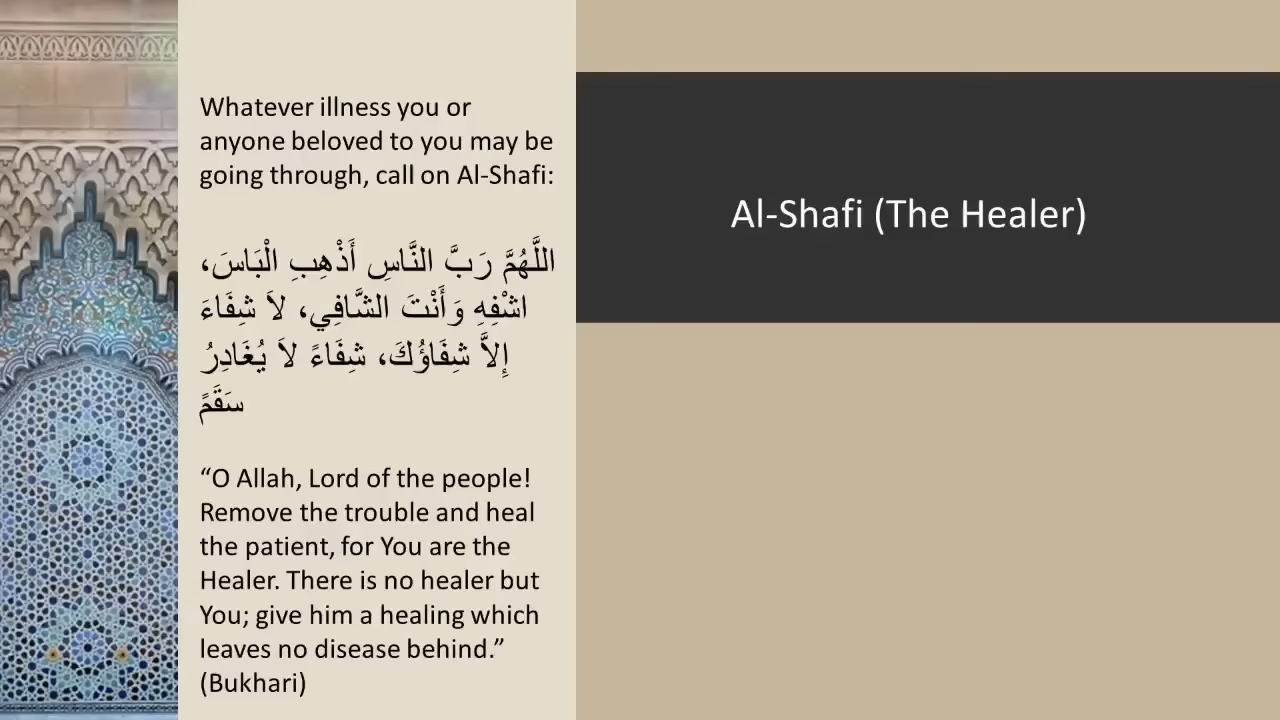 Whatever illness you or
anyone beloved to you may be
going through, call on Al-Shafi:
اللَّهُمَّ رَبَّ النَّاسِ أَذْهِبِ الْبَاسَ،
اشْفِهِ وَأَنْتَ الشَّافِي، لاَ شِفَاءَ
إِلاَّ شِفَاؤُكَ، شِفَاءً لاَ يُغَادِرُ
سَقَمً
“O Allah, Lord of the people!
Remove the trouble and heal
the patient, for You are the
Healer. There is no healer but
You; give him a healing which
leaves no disease behind.”
(Bukhari)
Al-Shafi (The Healer)